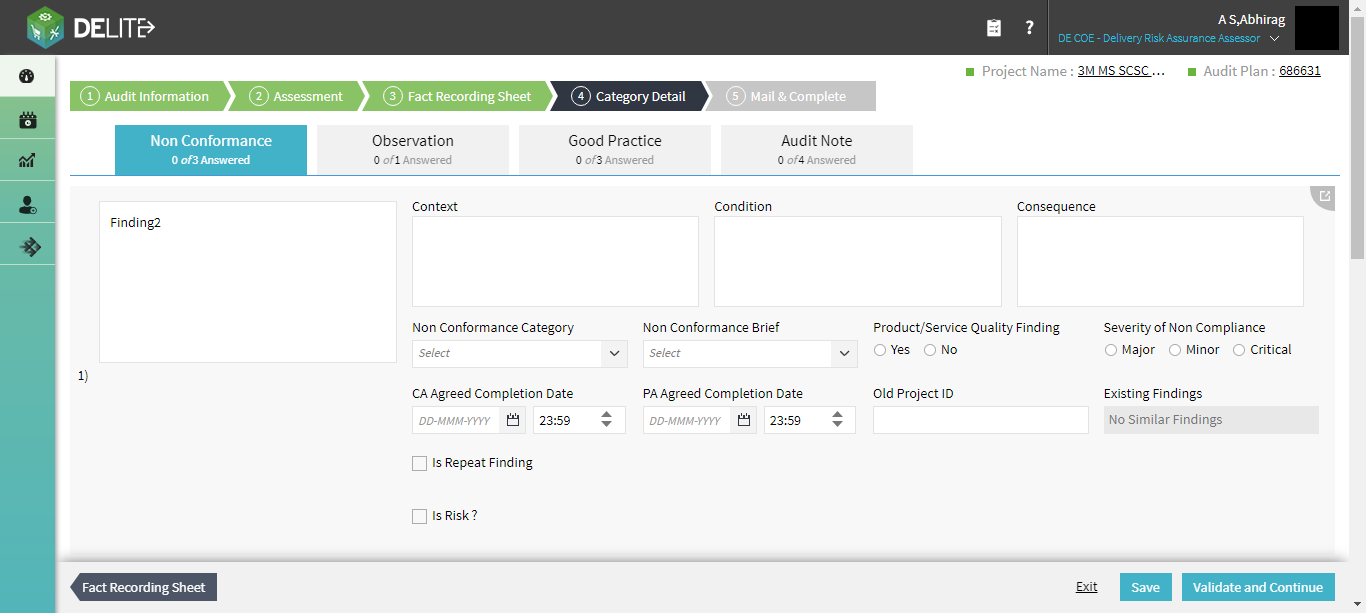 DELITE
?
A S,Abhirag
DE COE - Delivery Risk Assurance Assessor
Project Name : 3M MS SCSC ... Audit Plan : 686631
1 Audit Information 2 Assessment 3 Fact Recording Sheet 4 Category Detail 5 Mail & Complete
Non Conformance Observation Good Practice Audit Note
0 of 3 Answered 0 of 1 Answered 0 of 3 Answered 0 of 4 Answered
Context Condition Consequence
Finding2
Non Conformance Category Non Conformance Brief Product/Service Quality Finding Severity of Non Compliance
Select Select Yes No Major Minor Critical
1)
CA Agreed Completion Date PA Agreed Completion Date Old Project ID Existing Findings
DD-MMM-YYYY 23:59 DD-MMM-YYYY 23:59 No Similar Findings
Is Repeat Finding
Is Risk ?
Fact Recording Sheet Exit Save Validate and Continue